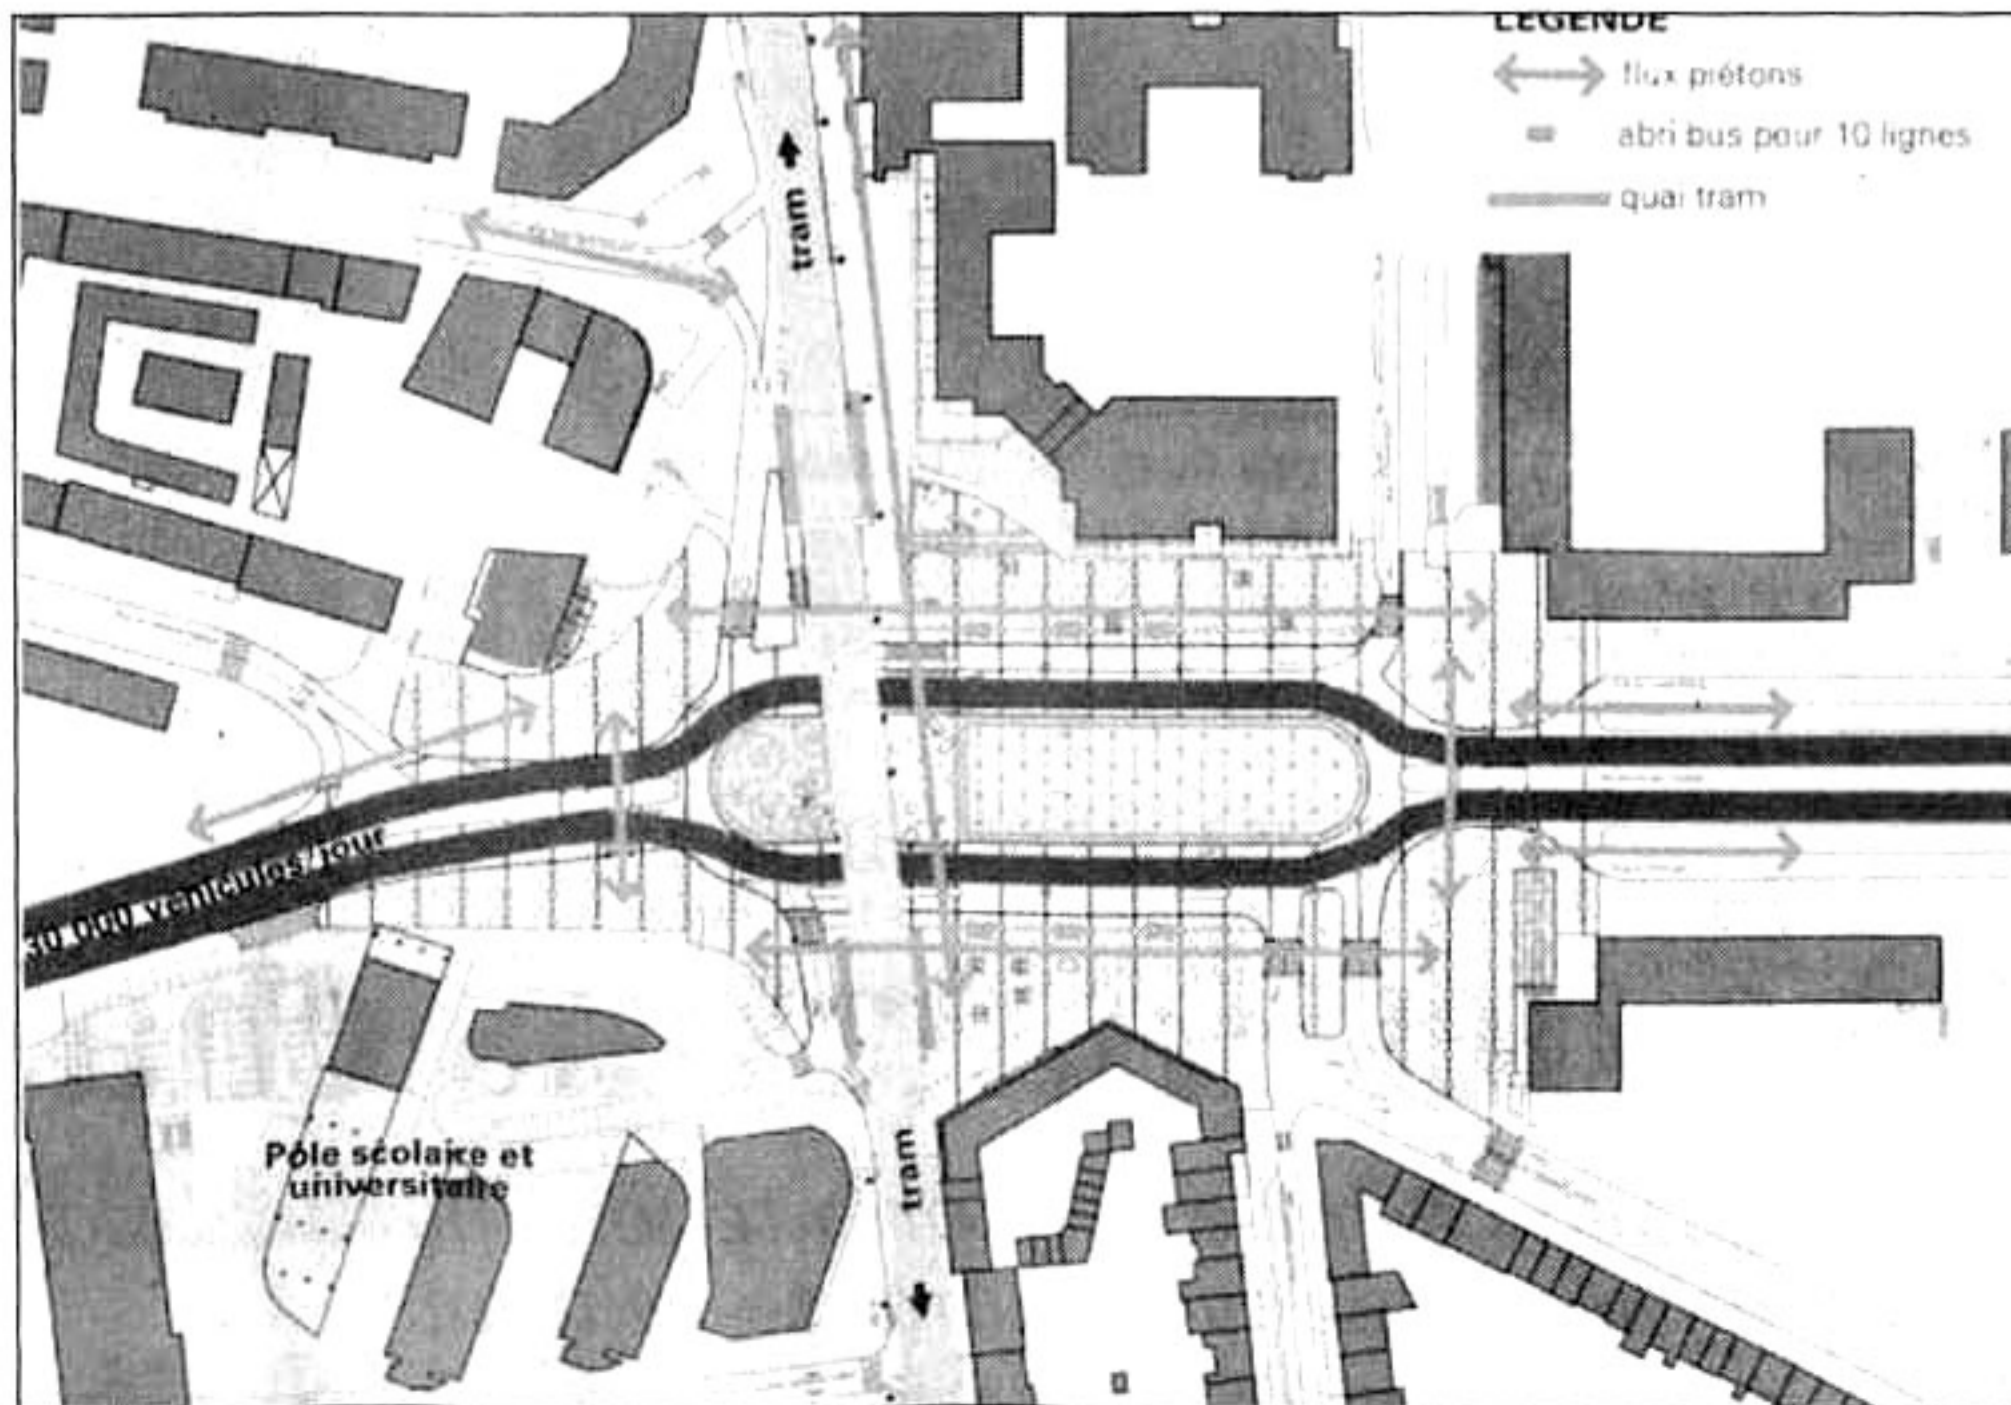 LEGENDE
flux piétons
abri bus pour 10 lignes
quai tram
tram
30 000 véhicules/jour
Pôle scolaire et
universitaire
tram